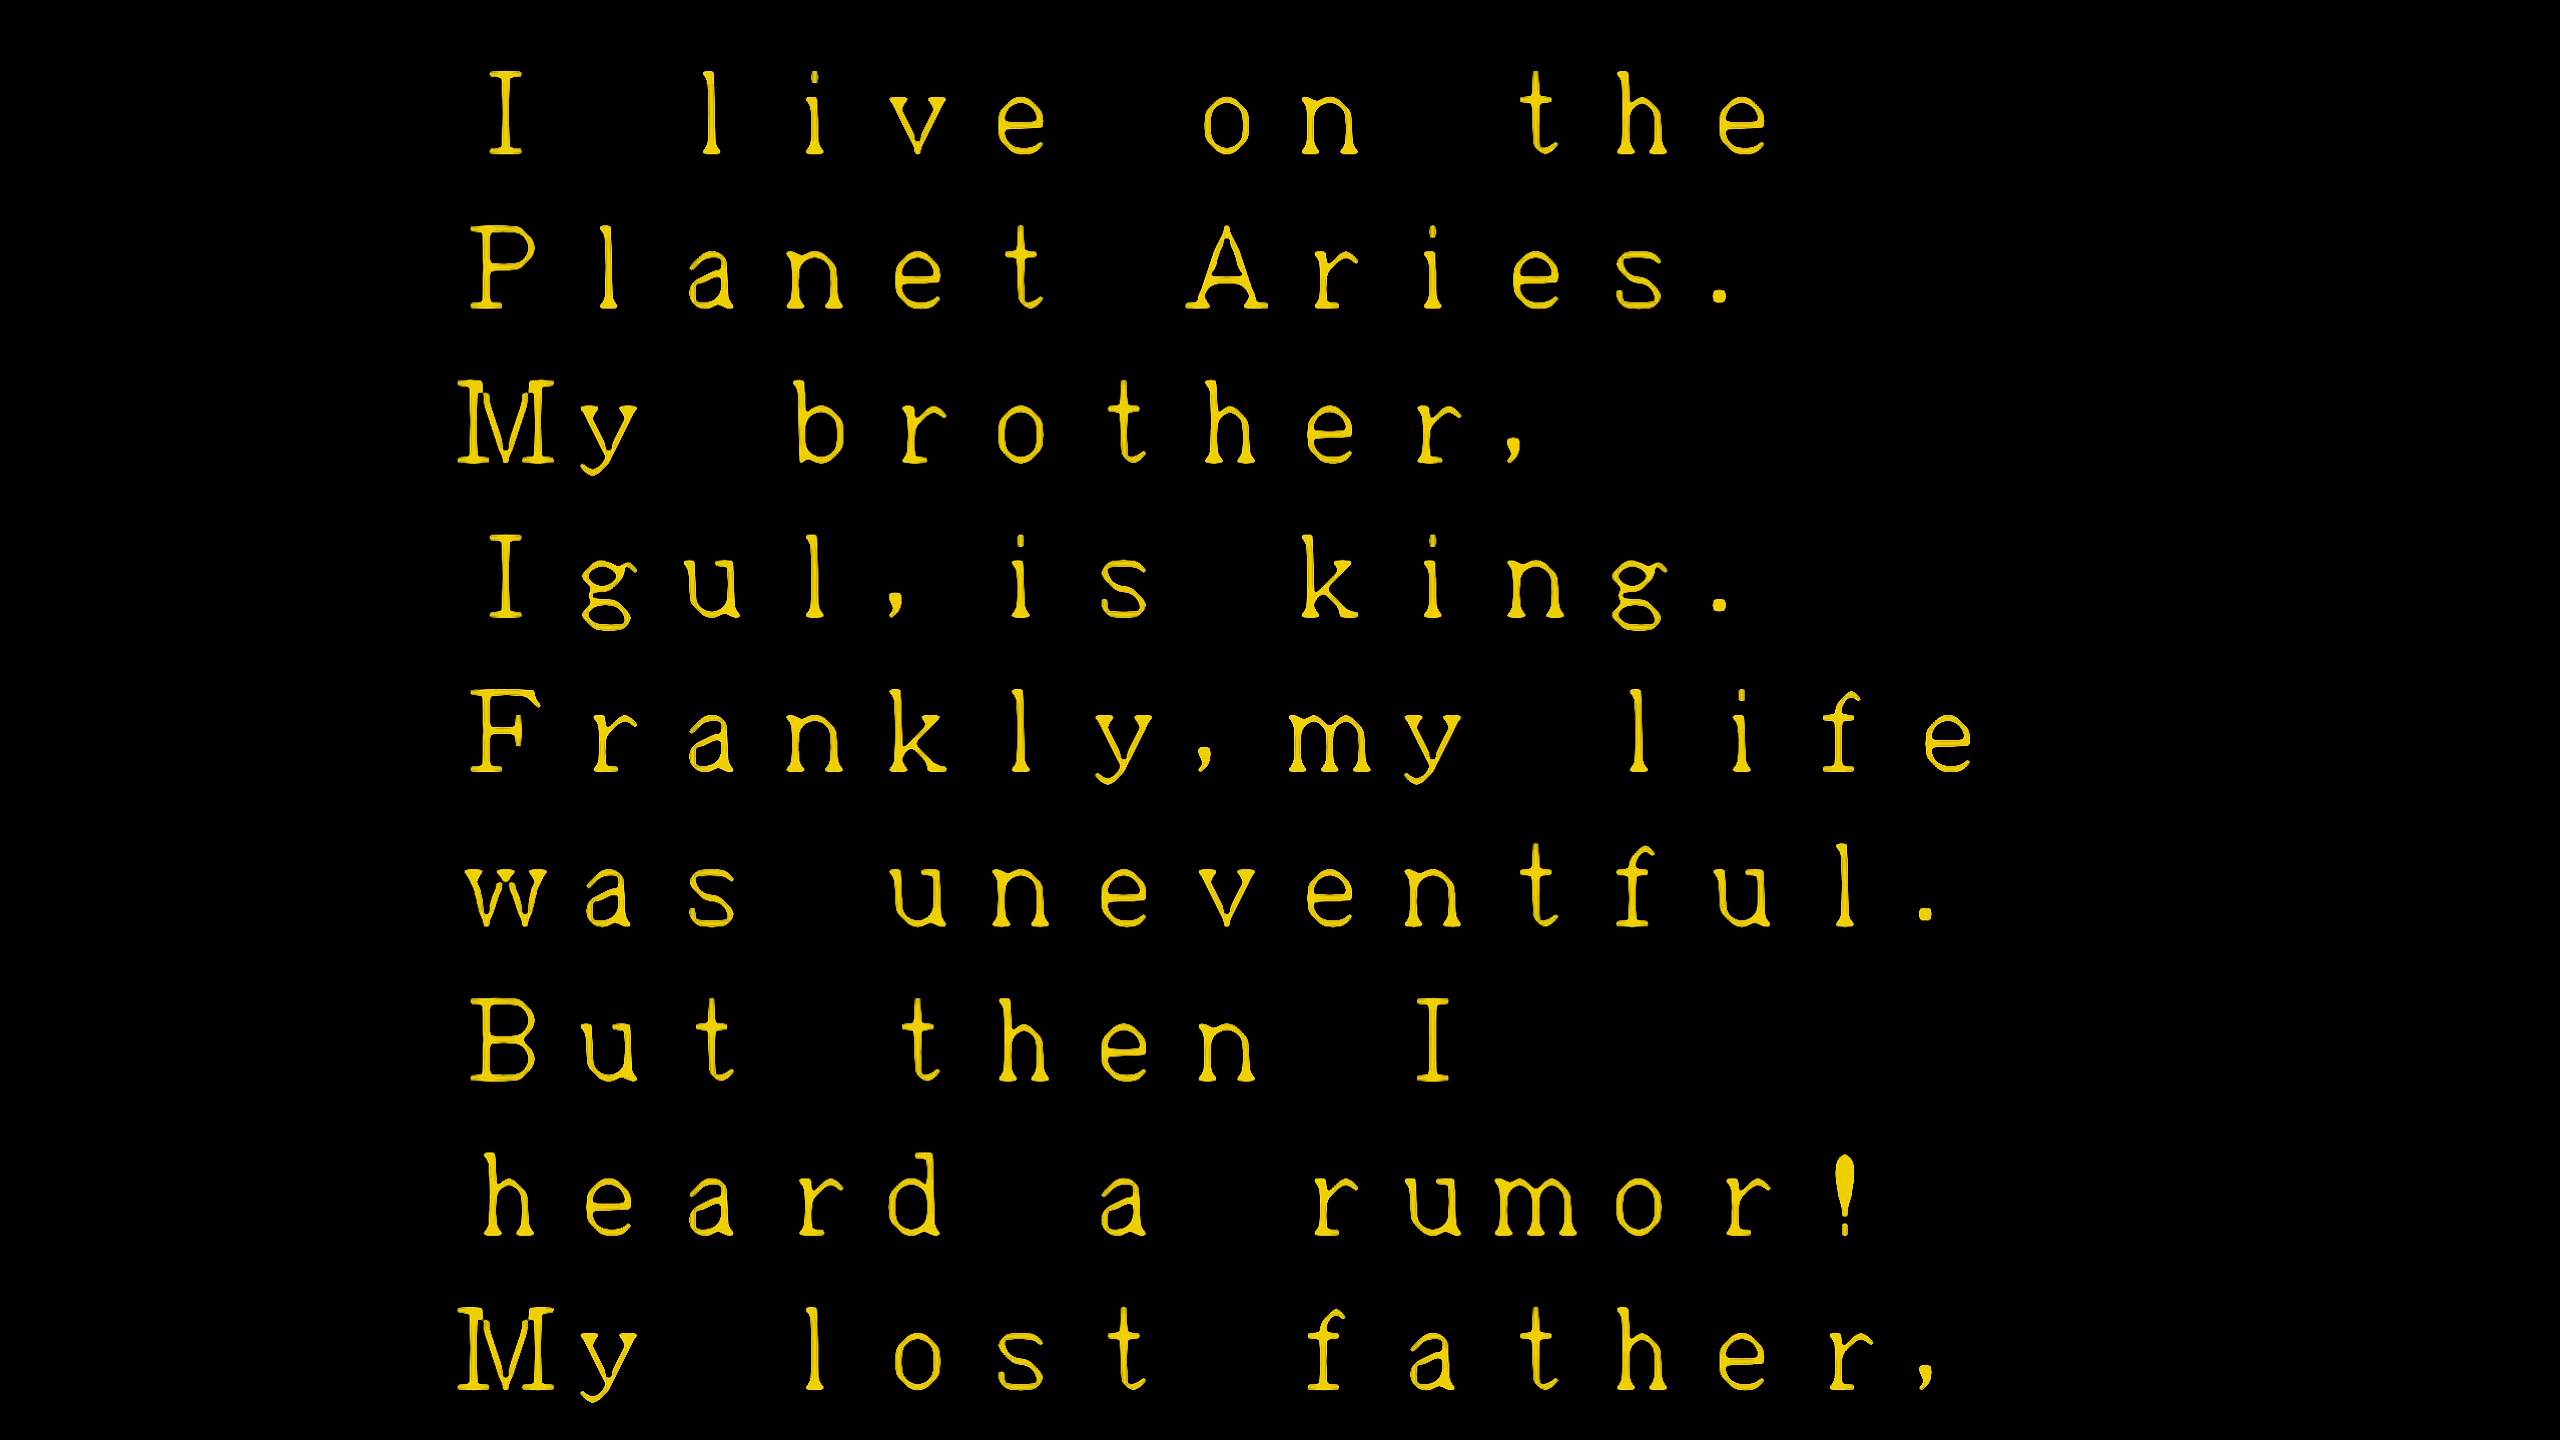 I live on the
Planet Aries.
My brother,
Igul, is king.
Frankly,my life
was uneventful.
But then I
heard a rumor!
My lost father,